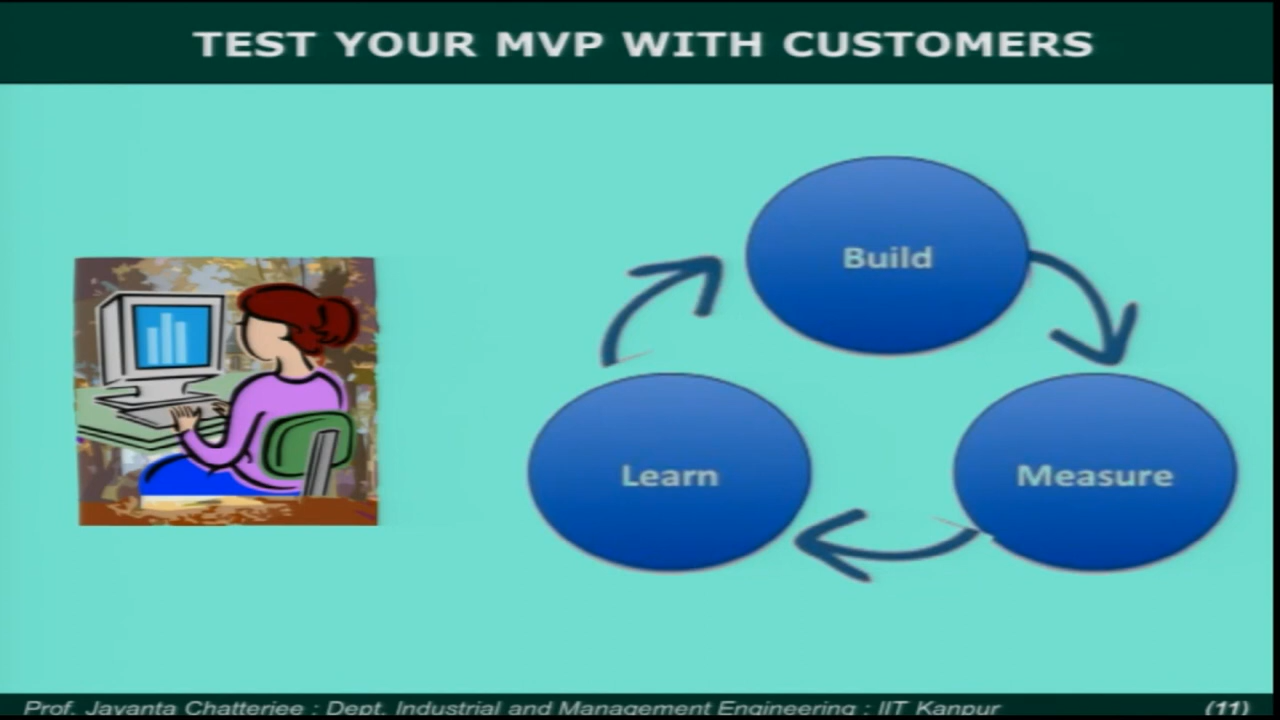 TEST YOUR MVP WITH CUSTOMERS
Build
Learn
Measure
Prof. Jayanta Chatterjee : Dept. Industrial and Management Engineering : IIT Kanpur
(11)